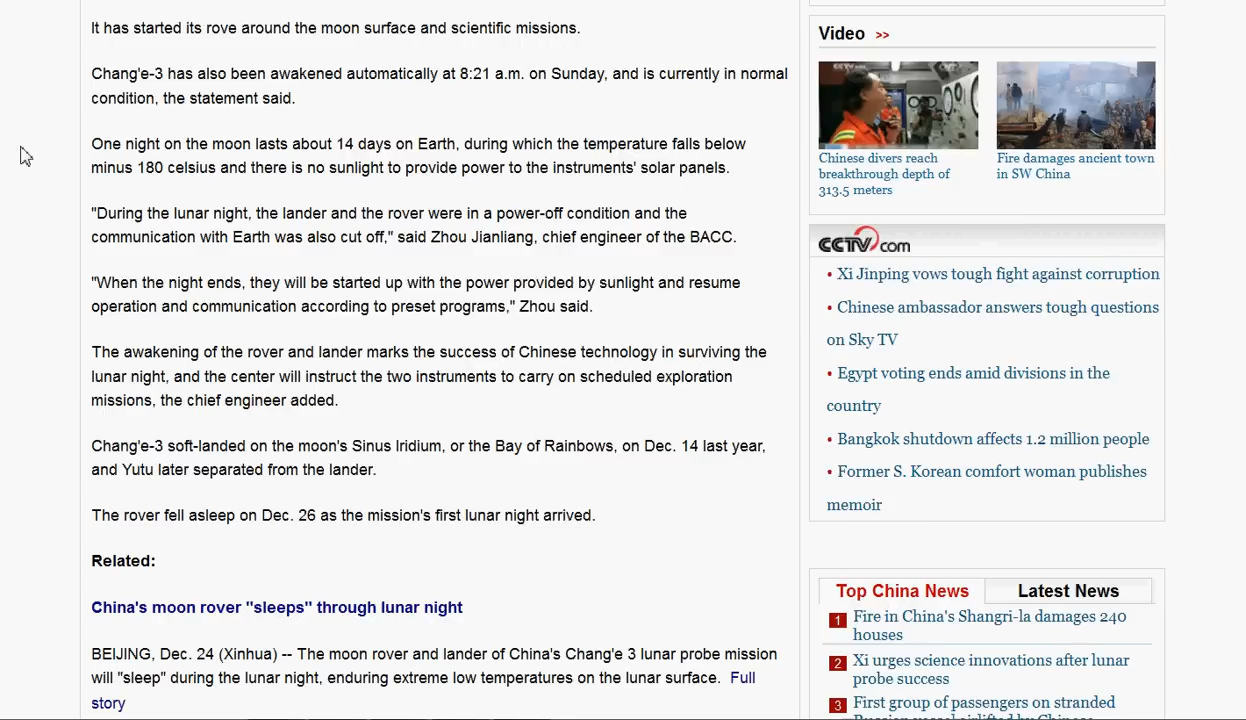 It has started its rove around the moon surface and scientific missions.
Chang'e-3 has also been awakened automatically at 8:21 a.m. on Sunday, and is currently in normal
condition, the statement said.
One night on the moon lasts about 14 days on Earth, during which the temperature falls below
minus 180 celsius and there is no sunlight to provide power to the instruments' solar panels.
"During the lunar night, the lander and the rover were in a power-off condition and the
communication with Earth was also cut off," said Zhou Jianliang, chief engineer of the BACC.
"When the night ends, they will be started up with the power provided by sunlight and resume
operation and communication according to preset programs," Zhou said.
The awakening of the rover and lander marks the success of Chinese technology in surviving the
lunar night, and the center will instruct the two instruments to carry on scheduled exploration
missions, the chief engineer added.
Chang'e-3 soft-landed on the moon's Sinus Iridium, or the Bay of Rainbows, on Dec. 14 last year,
and Yutu later separated from the lander.
The rover fell asleep on Dec. 26 as the mission's first lunar night arrived.
Related:
China's moon rover "sleeps" through lunar night
BEIJING, Dec. 24 (Xinhua) -- The moon rover and lander of China's Chang'e 3 lunar probe mission
will "sleep" during the lunar night, enduring extreme low temperatures on the lunar surface. Full
story
Video >>
Chinese divers reach
breakthrough depth of
313.5 meters
Fire damages ancient town
in SW China
CCTV.com
• Xi Jinping vows tough fight against corruption
• Chinese ambassador answers tough questions
on Sky TV
• Egypt voting ends amid divisions in the
country
• Bangkok shutdown affects 1.2 million people
• Former S. Korean comfort woman publishes
memoir
Top China News Latest News
1 Fire in China's Shangri-la damages 240
houses
2 Xi urges science innovations after lunar
probe success
3 First group of passengers on stranded
Russian vessel airlifted by Chinese